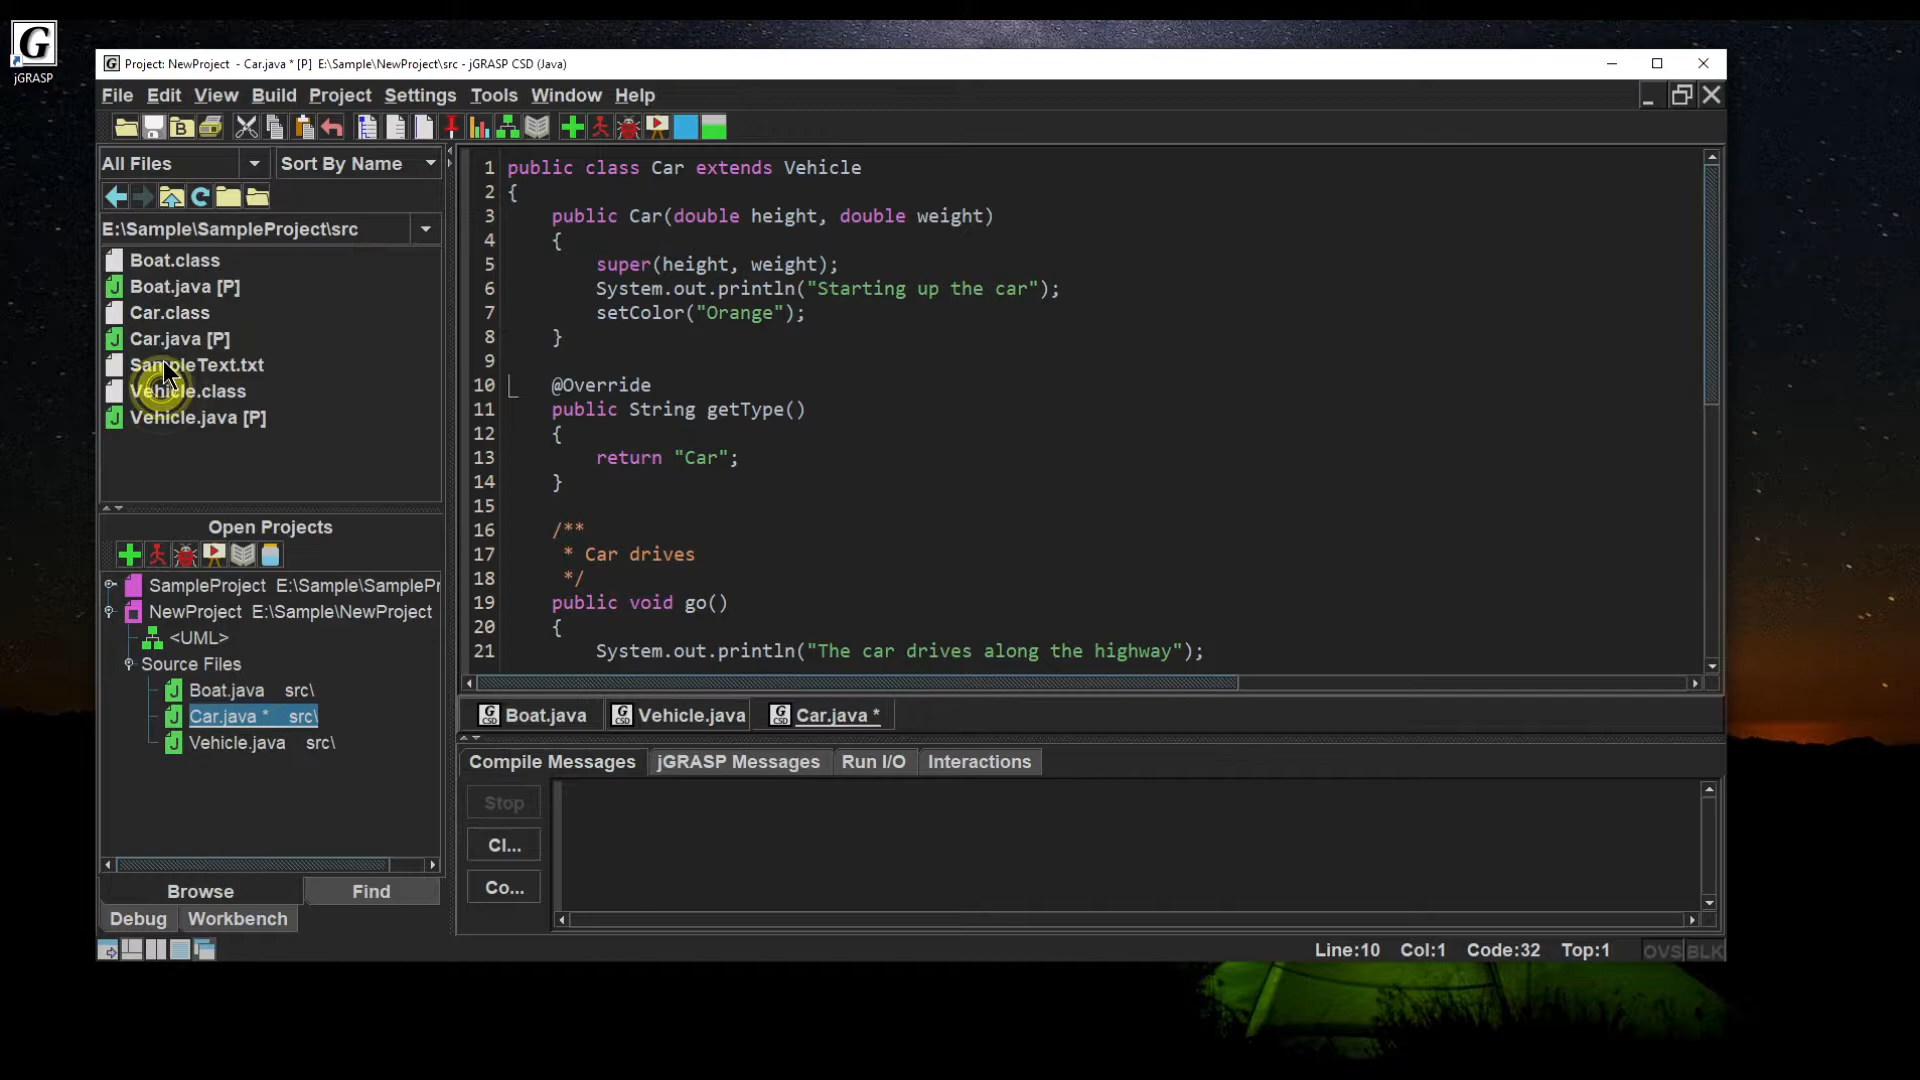 jGRASP
Project: NewProject - Car.java * [P] E:\Sample\NewProject\src - jGRASP CSD (Java)
File Edit View Build Project Settings Tools Window Help
All Files Sort By Name
E:\Sample\SampleProject\src
Boat.class
Boat.java [P]
Car.class
Car.java [P]
SampleText.txt
Vehicle.class
Vehicle.java [P]
Open Projects
SampleProject E:\Sample\SamplePr
NewProject E:\Sample\NewProject
<UML>
Source Files
Boat.java src\
Car.java * src\
Vehicle.java src\
Browse Find
Debug Workbench
1 public class Car extends Vehicle
2 {
3 public Car(double height, double weight)
4 {
5 super(height, weight);
6 System.out.println("Starting up the car");
7 setColor("Orange");
8 }
9
10 @Override
11 public String getType()
12 {
13 return "Car";
14 }
15
16 /**
17 * Car drives
18 */
19 public void go()
20 {
21 System.out.println("The car drives along the highway");
Boat.java Vehicle.java Car.java *
Compile Messages jGRASP Messages Run I/O Interactions
Stop
Cl...
Co...
Line:10 Col:1 Code:32 Top:1 OVS BLK